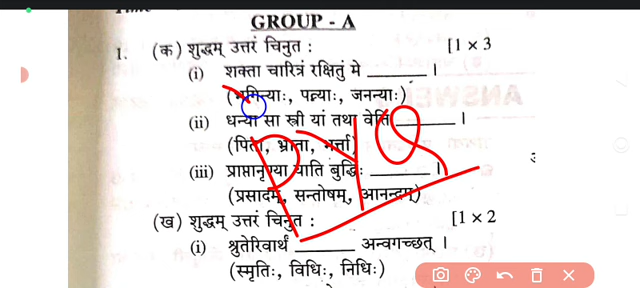 GROUP - A
1. (क) शुद्धम् उत्तरं चिनुत : [1 × 3
(i) शक्ता चारित्रं रक्षितुं मे ______ ।
(भगिन्याः, पत्न्याः, जनन्याः)
(ii) धन्या सा स्त्री यां तथा वेत्ति ______ ।
(पिता, भ्राता, भर्त्ता)
(iii) याति बुद्धिः ______ ।
(प्रसादम्, सन्तोषम्, आनन्दम्)
(ख) शुद्धम् उत्तरं चिनुत : [1 × 2
(i) श्रुतेरिवार्थं ______ अन्वगच्छत् ।
(स्मृतिः, विधिः, निधिः)
PYQ